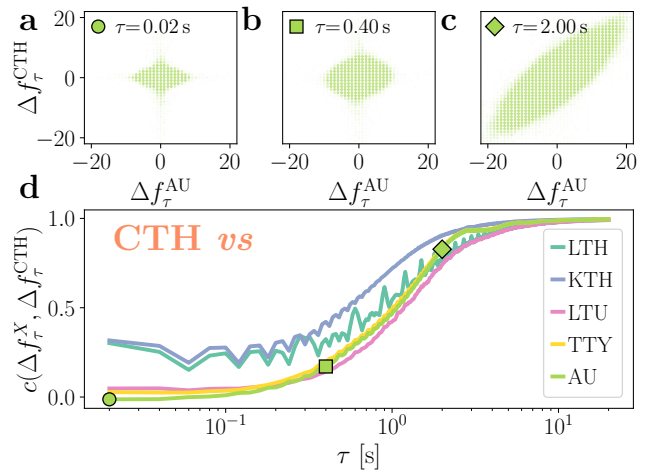 a τ = 0.02 s b τ = 0.40 s c τ = 2.00 s
Δf_τ^CTH
20
0
−20
−20 0 20 −20 0 20 −20 0 20
Δf_τ^AU Δf_τ^AU Δf_τ^AU
d
CTH vs
c(Δf_τ^X, Δf_τ^CTH)
1.0
0.5
0.0
LTH
KTH
LTU
TTY
AU
10^−1 10^0 10^1
τ [s]